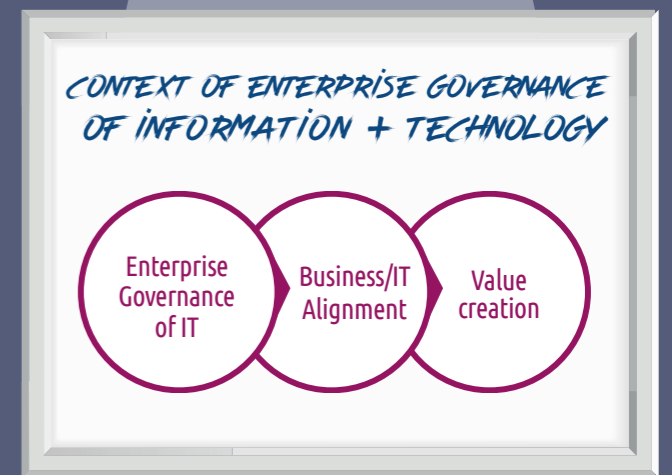 CONTEXT OF ENTERPRISE GOVERNANCE
OF INFORMATION + TECHNOLOGY
Enterprise
Governance
of IT
Business/IT
Alignment
Value
creation